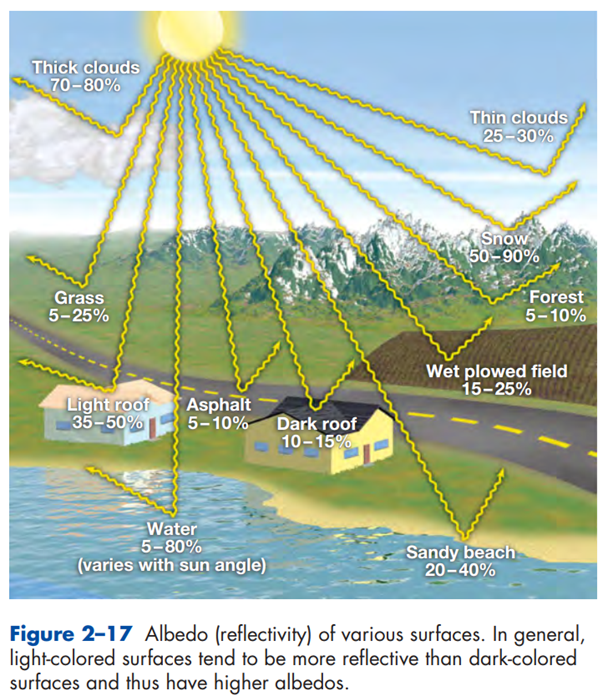 Thick clouds
70–80%
Thin clouds
25–30%
Snow
50–90%
Grass
5–25%
Forest
5–10%
Wet plowed field
15–25%
Light roof
35–50%
Asphalt
5–10%
Dark roof
10–15%
Water
5–80%
(varies with sun angle)
Sandy beach
20–40%
Figure 2–17 Albedo (reflectivity) of various surfaces. In general,
light-colored surfaces tend to be more reflective than dark-colored
surfaces and thus have higher albedos.